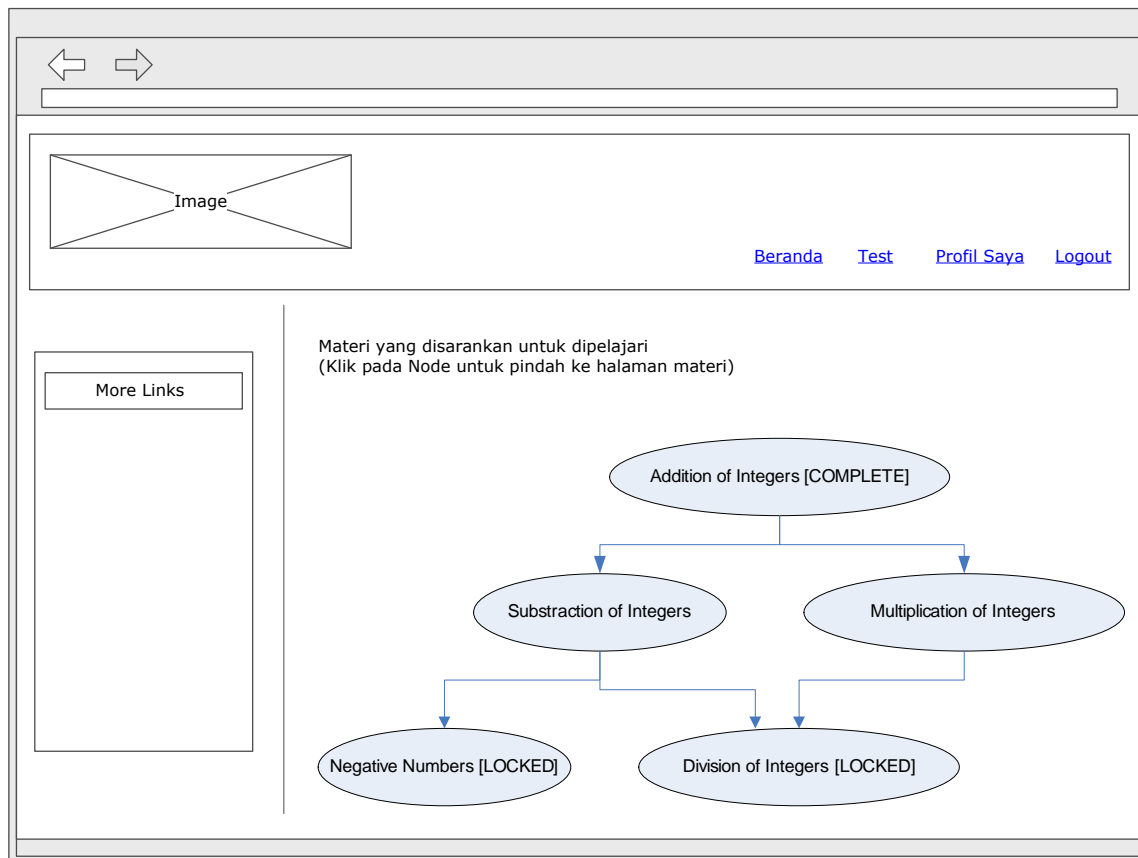 Image
Beranda Test Profil Saya Logout
Materi yang disarankan untuk dipelajari
(Klik pada Node untuk pindah ke halaman materi)
More Links
Addition of Integers [COMPLETE]
Substraction of Integers
Multiplication of Integers
Negative Numbers [LOCKED]
Division of Integers [LOCKED]